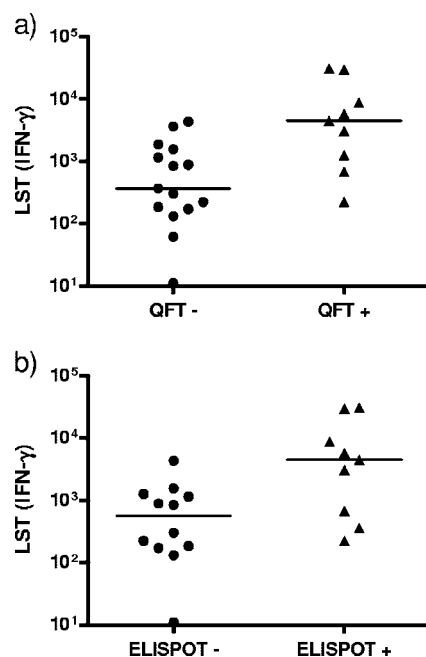 a)
LST (IFN-γ)
10⁵
10⁴
10³
10²
10¹
QFT -
QFT +
b)
LST (IFN-γ)
10⁵
10⁴
10³
10²
10¹
ELISPOT -
ELISPOT +